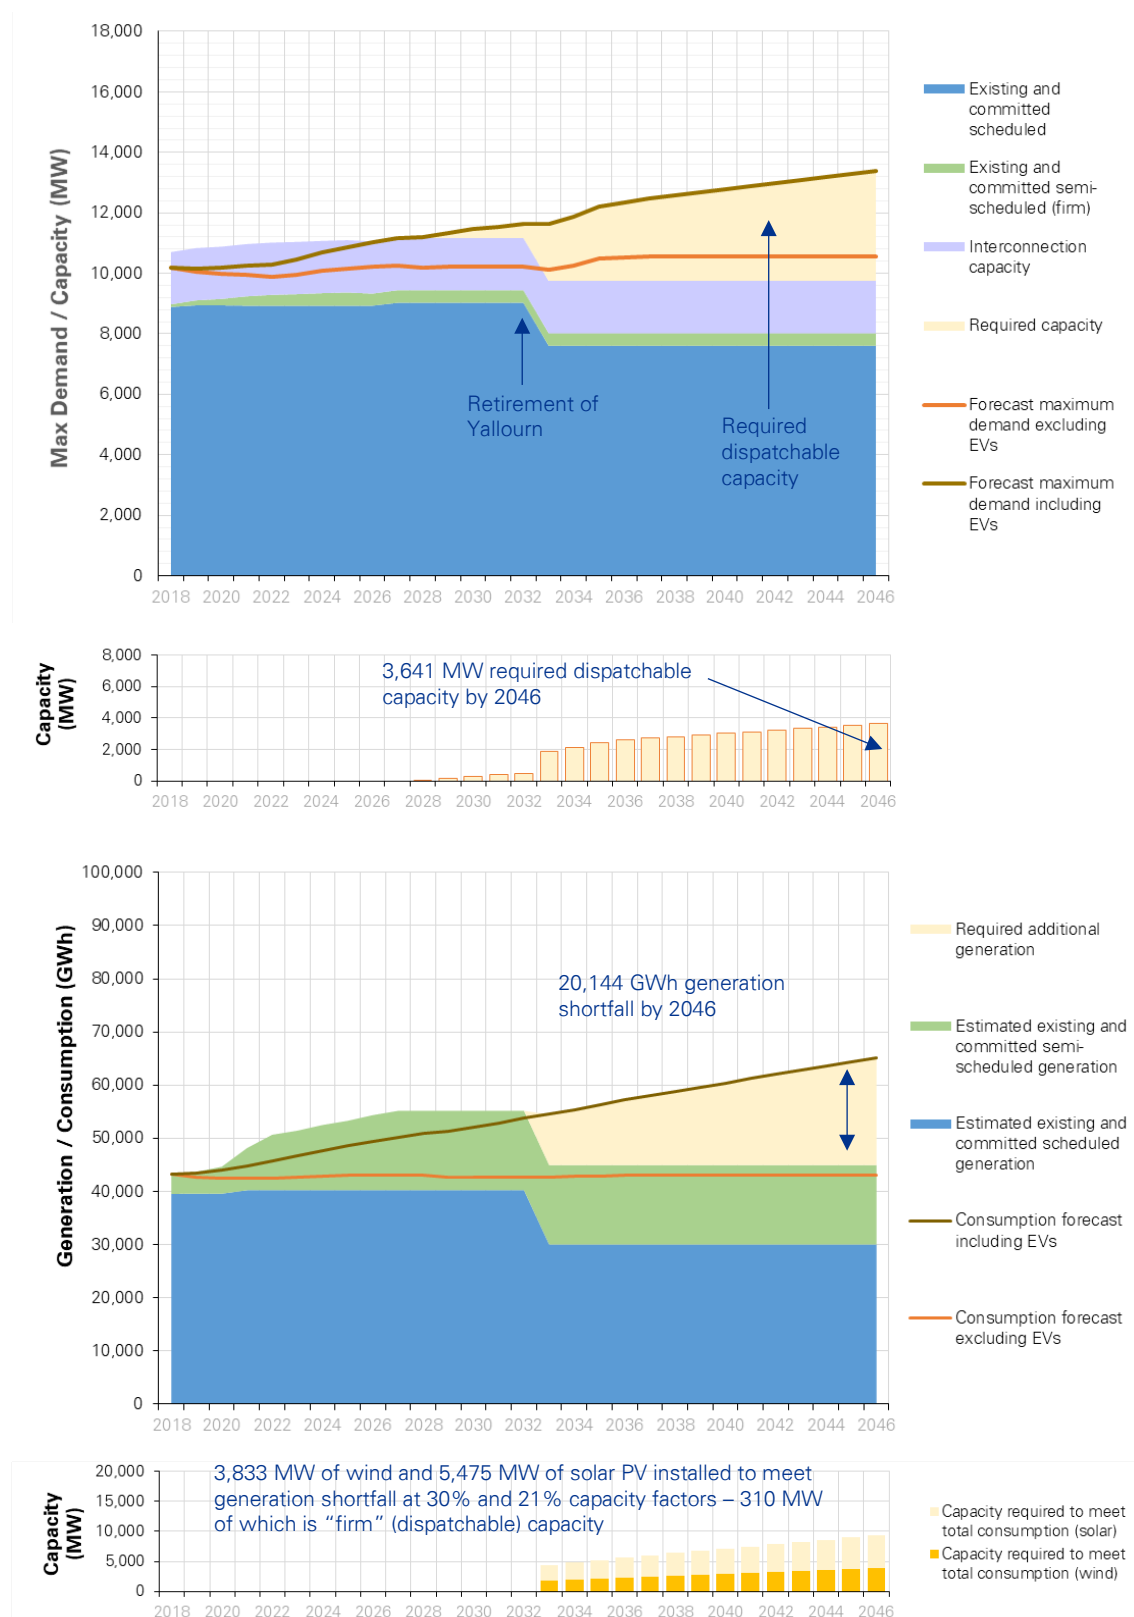 18,000
16,000
14,000
12,000
10,000
8,000
6,000
4,000
2,000
0
Max Demand / Capacity (MW)
2018 2020 2022 2024 2026 2028 2030 2032 2034 2036 2038 2040 2042 2044 2046
Retirement of
Yallourn
Required
dispatchable
capacity
Existing and
committed
scheduled
Existing and
committed semi-
scheduled (firm)
Interconnection
capacity
Required capacity
Forecast maximum
demand excluding
EVs
Forecast maximum
demand including
EVs
8,000
6,000
4,000
2,000
0
Capacity
(MW)
3,641 MW required dispatchable
capacity by 2046
2018 2020 2022 2024 2026 2028 2030 2032 2034 2036 2038 2040 2042 2044 2046
100,000
90,000
80,000
70,000
60,000
50,000
40,000
30,000
20,000
10,000
0
Generation / Consumption (GWh)
20,144 GWh generation
shortfall by 2046
2018 2020 2022 2024 2026 2028 2030 2032 2034 2036 2038 2040 2042 2044 2046
Required additional
generation
Estimated existing and
committed semi-
scheduled generation
Estimated existing and
committed scheduled
generation
Consumption forecast
including EVs
Consumption forecast
excluding EVs
20,000
15,000
10,000
5,000
0
Capacity
(MW)
3,833 MW of wind and 5,475 MW of solar PV installed to meet
generation shortfall at 30% and 21% capacity factors – 310 MW
of which is “firm” (dispatchable) capacity
2018 2020 2022 2024 2026 2028 2030 2032 2034 2036 2038 2040 2042 2044 2046
Capacity required to meet
total consumption (solar)
Capacity required to meet
total consumption (wind)